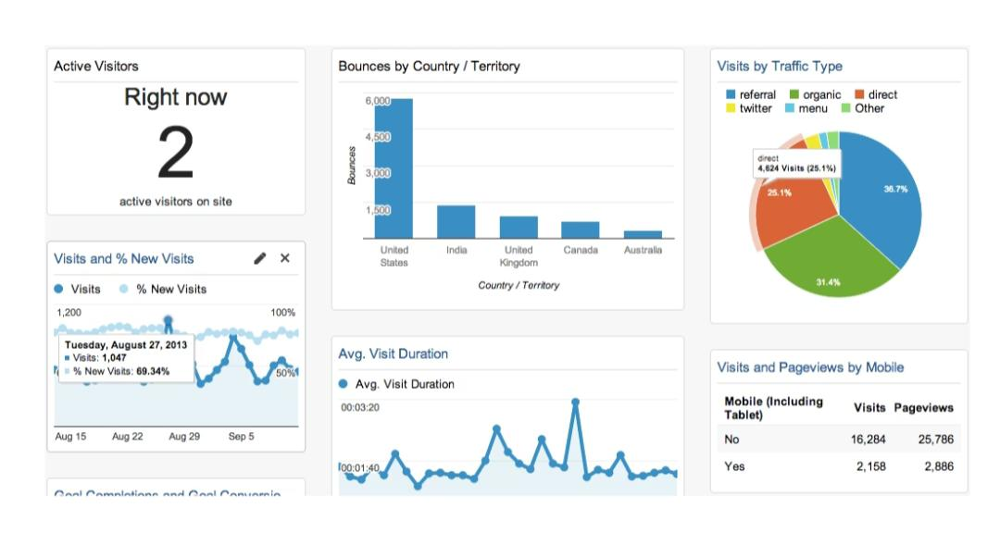 Active Visitors
Right now
2
active visitors on site
Visits and % New Visits
Visits % New Visits
1,200 100%
Tuesday, August 27, 2013
Visits: 1,047
% New Visits: 69.34%
50%
Aug 15 Aug 22 Aug 29 Sep 5
Goal Completions and Goal Conversio
Bounces by Country / Territory
6,000
4,500
3,000
1,500
Bounces
United States India United Kingdom Canada Australia
Country / Territory
Avg. Visit Duration
Avg. Visit Duration
00:03:20
00:01:40
Visits by Traffic Type
referral organic direct
twitter menu Other
direct
4,624 Visits (25.1%)
25.1%
36.7%
31.4%
Visits and Pageviews by Mobile
Mobile (Including Tablet) Visits Pageviews
No 16,284 25,786
Yes 2,158 2,886